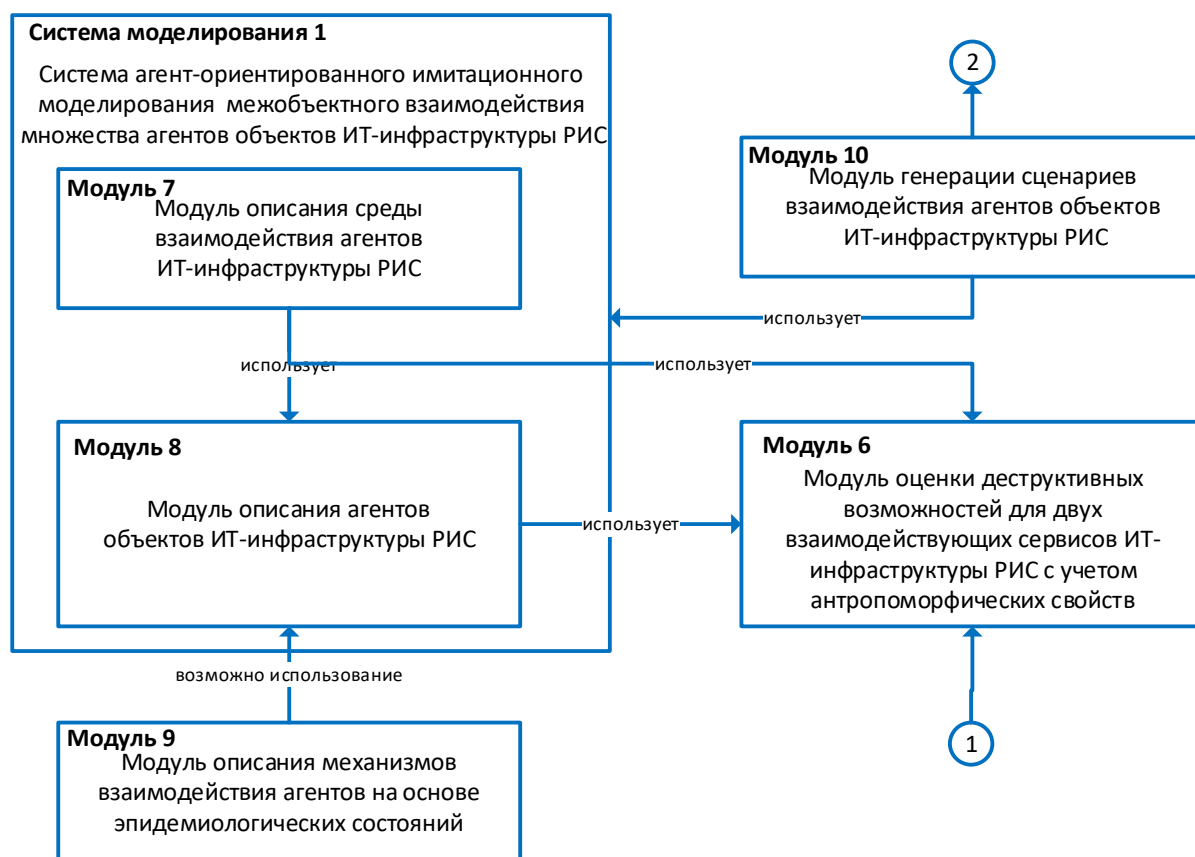 Система моделирования 1
Система агент-ориентированного имитационного
моделирования межобъектного взаимодействия
множества агентов объектов ИТ-инфраструктуры РИС
Модуль 7
Модуль описания среды
взаимодействия агентов
ИТ-инфраструктуры РИС
2
Модуль 10
Модуль генерации сценариев
взаимодействия агентов объектов
ИТ-инфраструктуры РИС
использует
использует
использует
Модуль 8
Модуль описания агентов
объектов ИТ-инфраструктуры РИС
использует
Модуль 6
Модуль оценки деструктивных
возможностей для двух
взаимодействующих сервисов ИТ-
инфраструктуры РИС с учетом
антропоморфических свойств
возможно использование
Модуль 9
Модуль описания механизмов
взаимодействия агентов на основе
эпидемиологических состояний
1